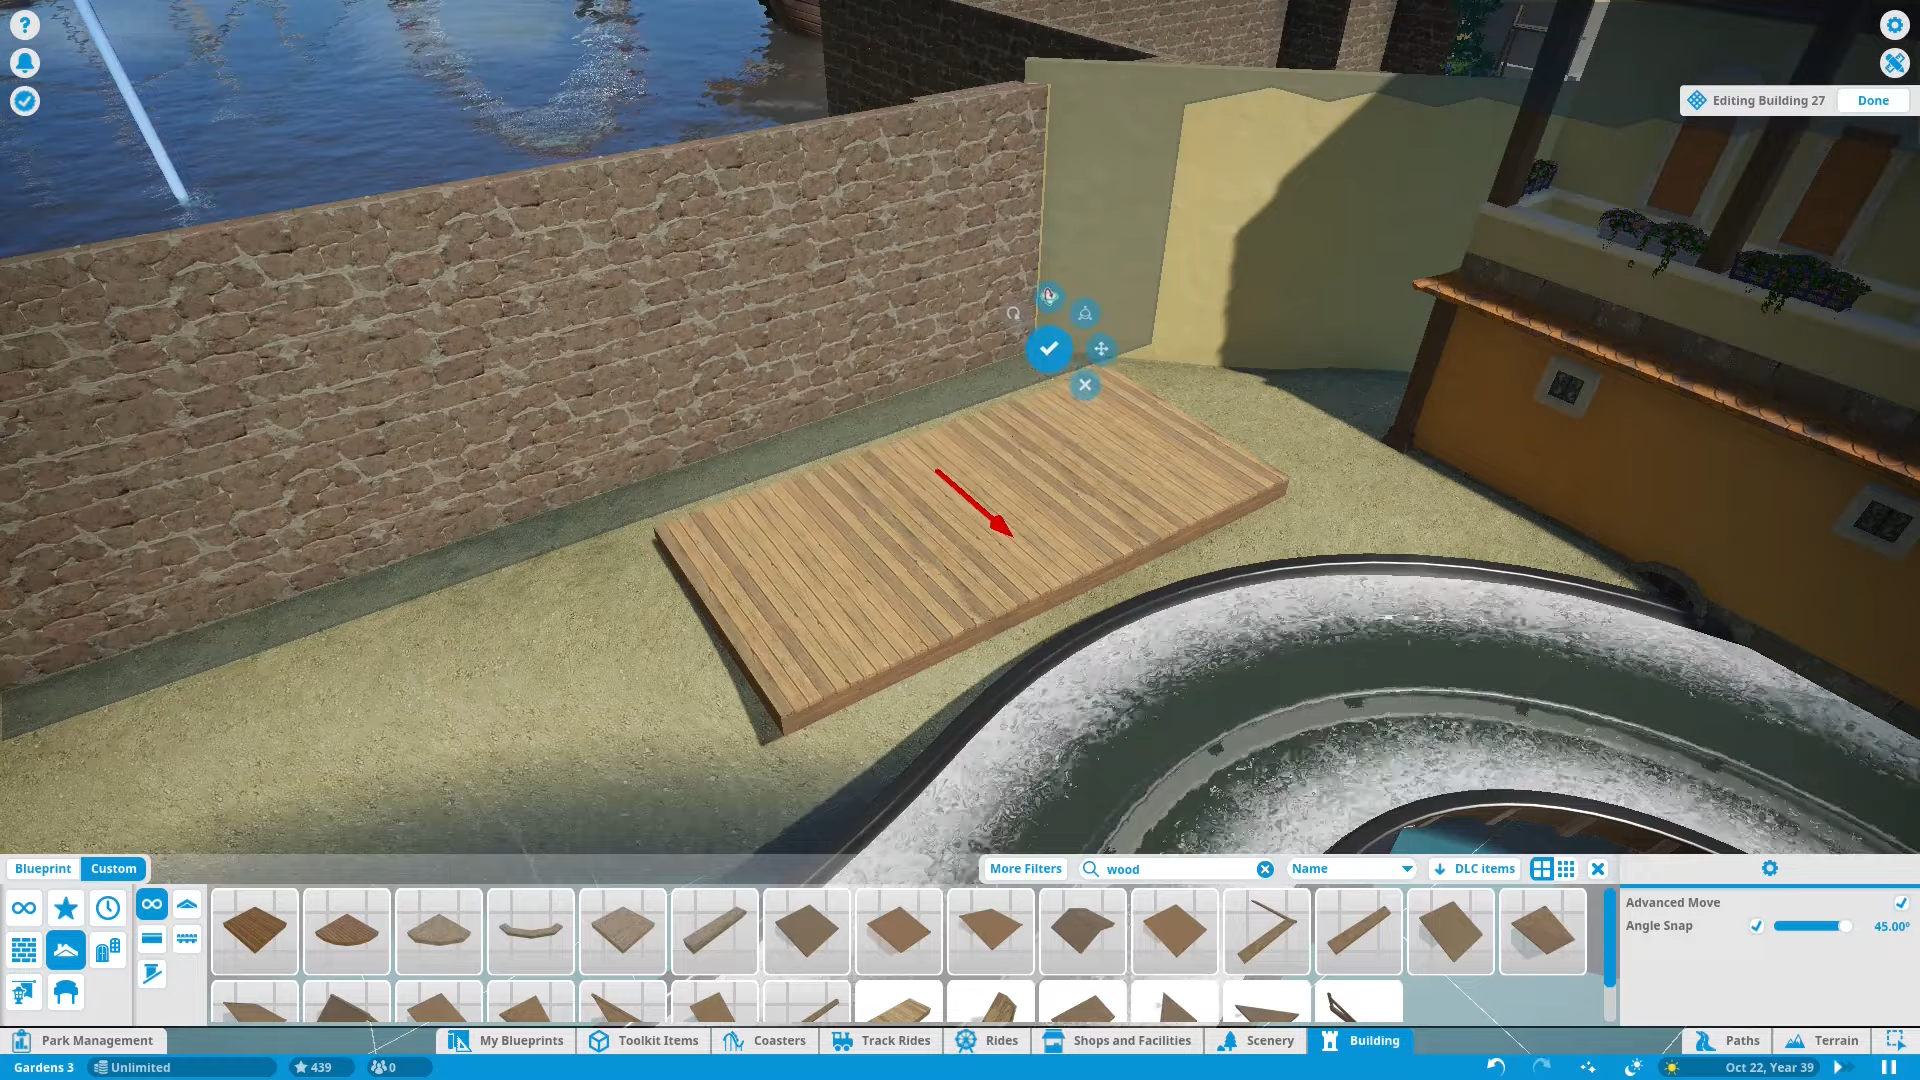 Editing Building 27
Done
Blueprint
Custom
More Filters
wood
Name
DLC items
Advanced Move
Angle Snap
45.00°
Park Management
My Blueprints
Toolkit Items
Coasters
Track Rides
Rides
Shops and Facilities
Scenery
Building
Paths
Terrain
Gardens 3
Unlimited
439
0
Oct 22, Year 39